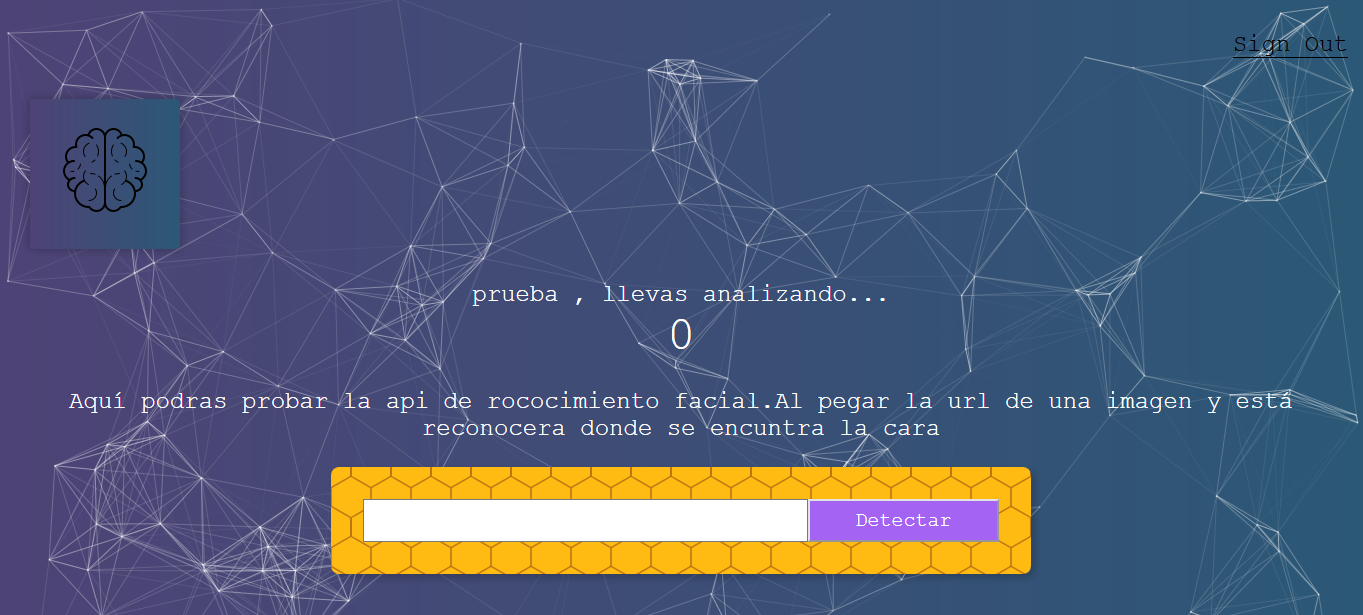 Sign Out
prueba , llevas analizando...
0
Aquí podras probar la api de rococimiento facial.Al pegar la url de una imagen y está
reconocera donde se encuntra la cara
Detectar